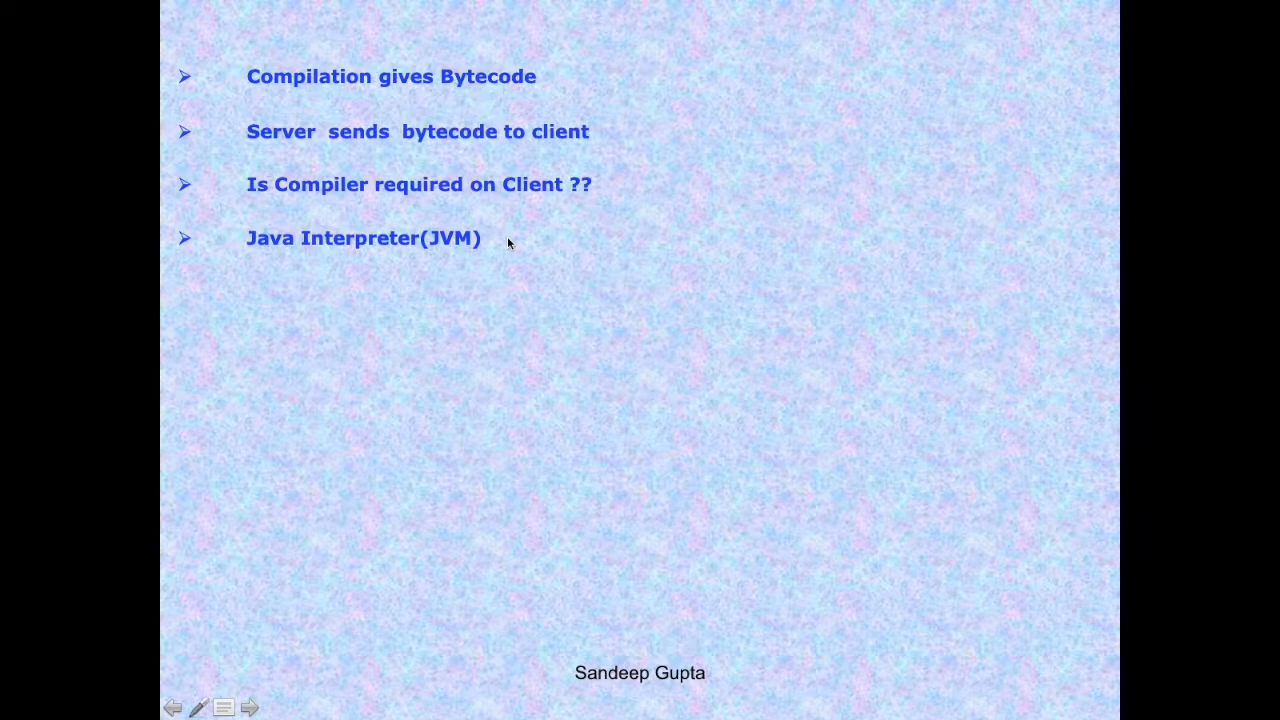 Compilation gives Bytecode
Server sends bytecode to client
Is Compiler required on Client ??
Java Interpreter(JVM)
Sandeep Gupta